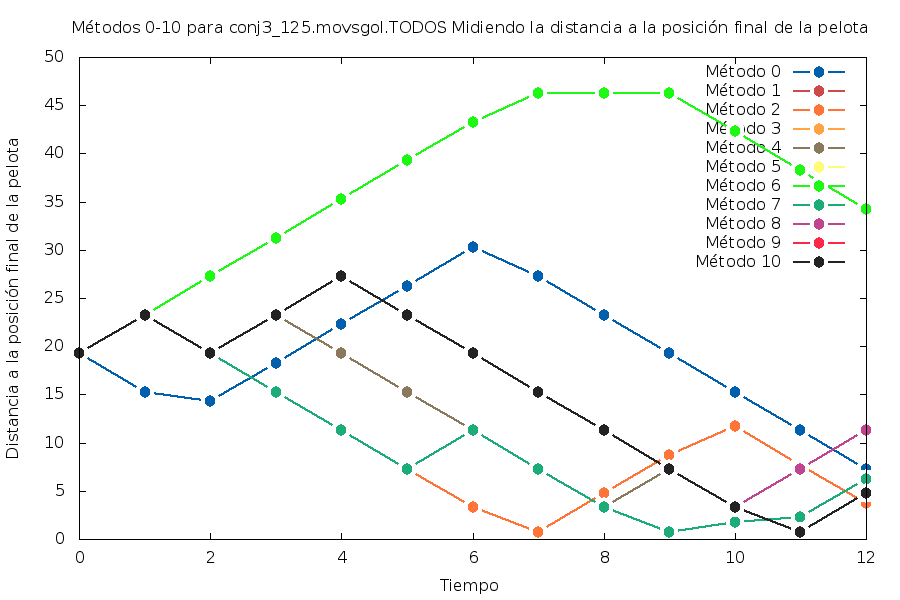 Métodos 0-10 para conj3_125.movsgol.TODOS Midiendo la distancia a la posición final de la pelota
50
45
40
35
30
25
20
15
10
5
0
Distancia a la posición final de la pelota
Método 0
Método 1
Método 2
Método 3
Método 4
Método 5
Método 6
Método 7
Método 8
Método 9
Método 10
0 2 4 6 8 10 12
Tiempo